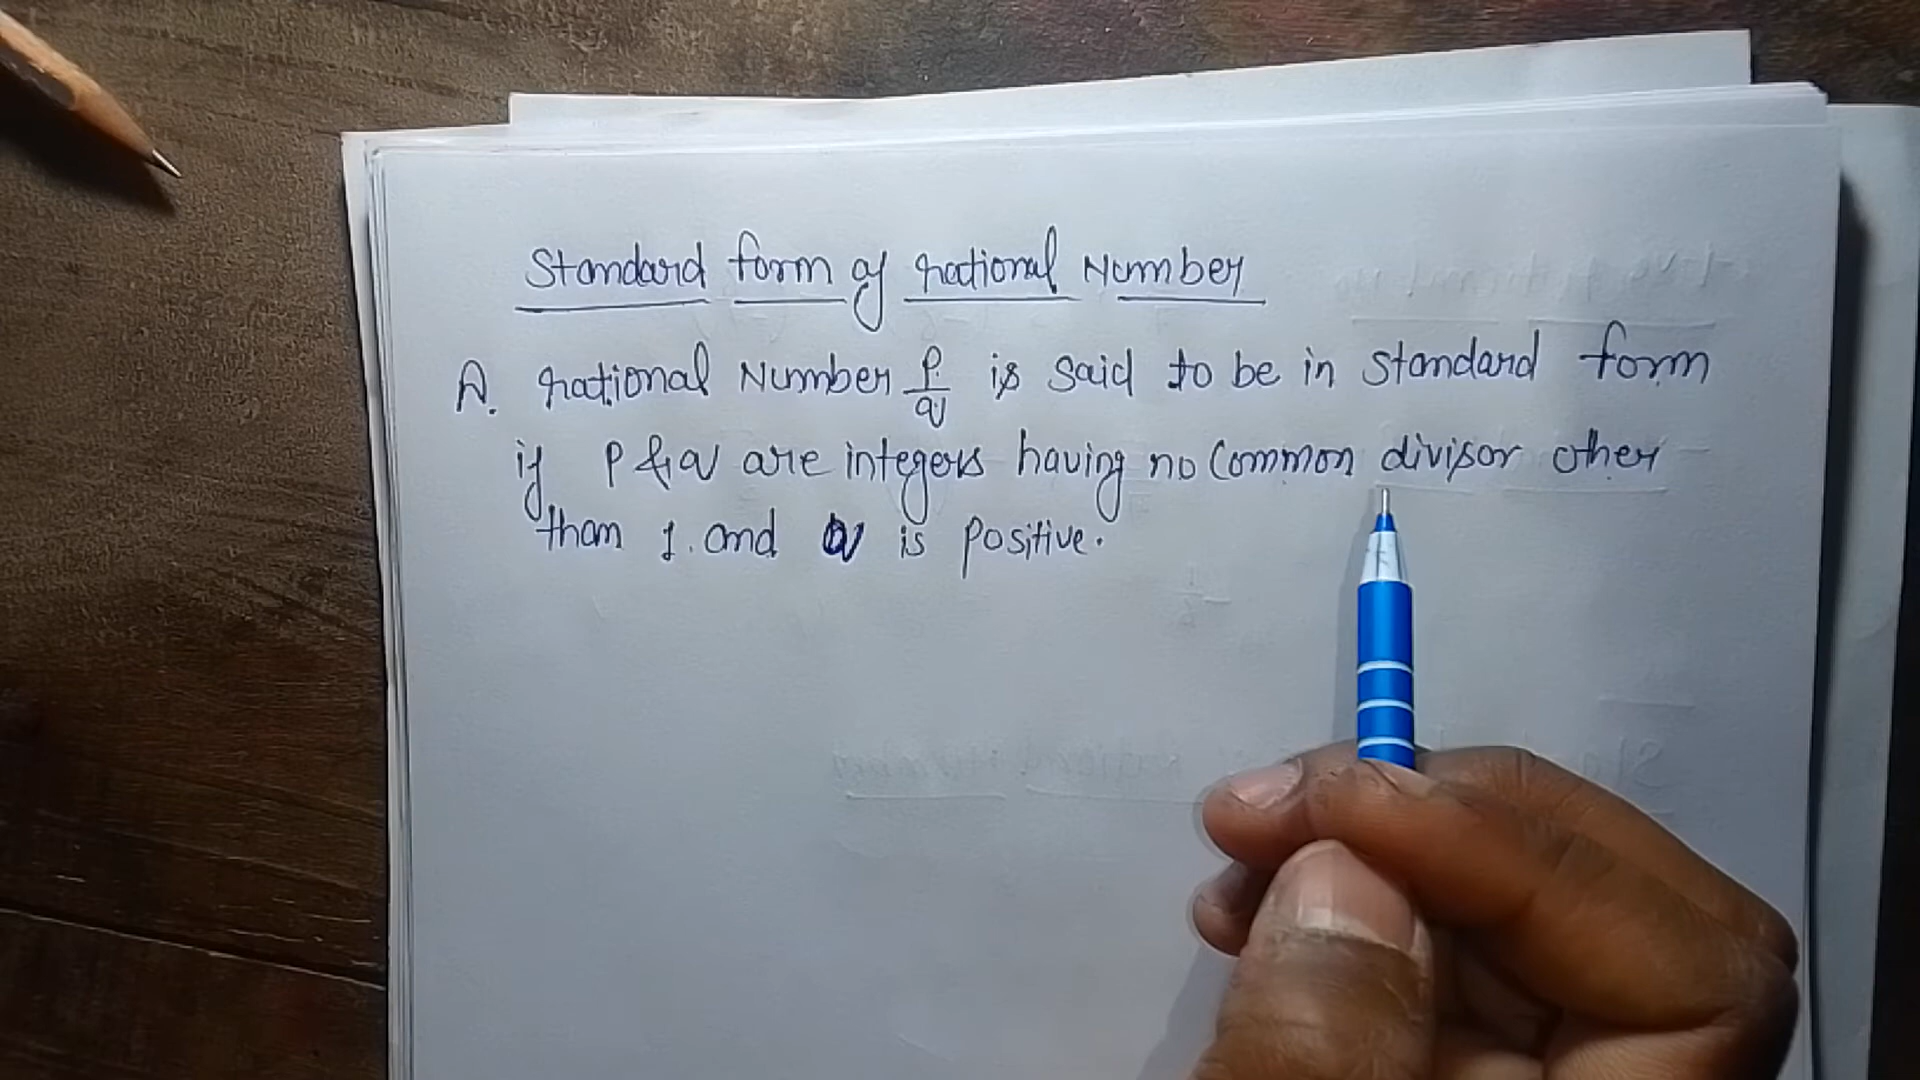 Standard form of rational Number
A. rational Number P/q is said to be in standard form
if P & q are integers having no Common divisor other
than 1. and q is positive.